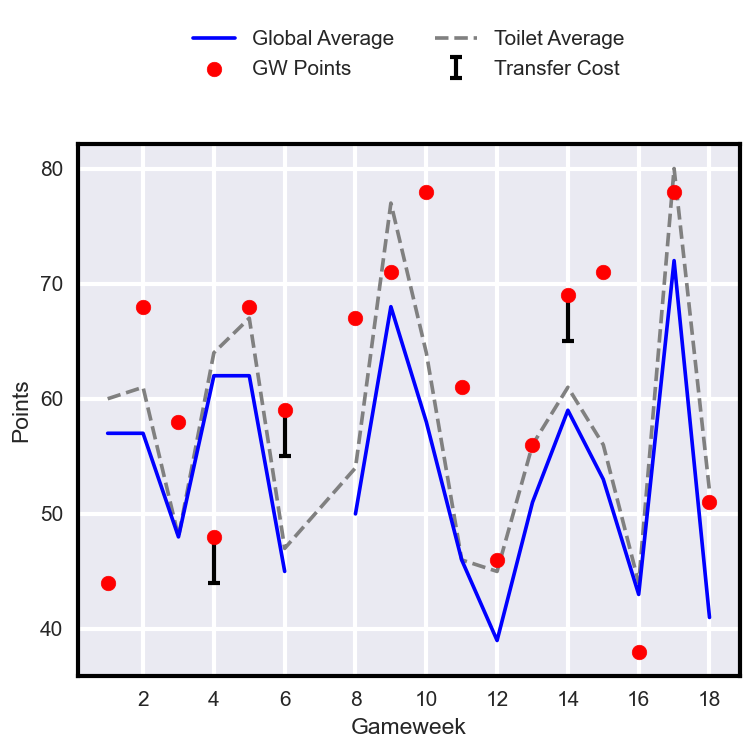 Global Average
Toilet Average
GW Points
Transfer Cost
80
70
60
50
40
Points
2 4 6 8 10 12 14 16 18
Gameweek